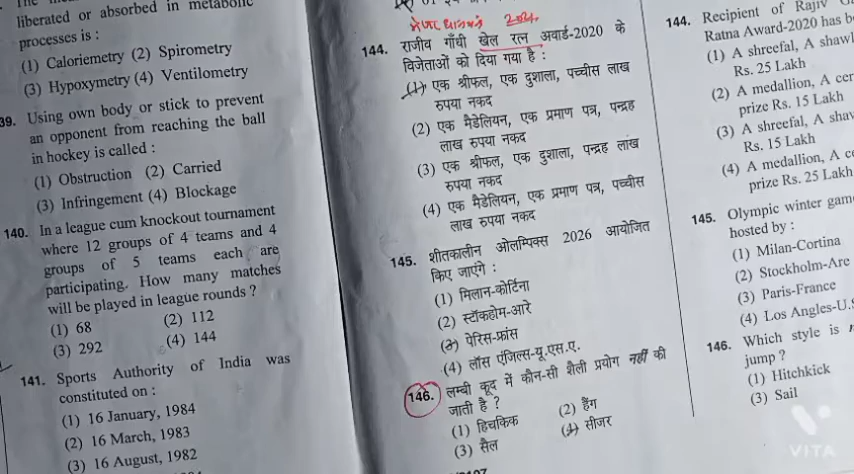 liberated or absorbed in metabolic
processes is :
(1) Caloriemetry (2) Spirometry
(3) Hypoxymetry (4) Ventilometry
39. Using own body or stick to prevent
an opponent from reaching the ball
in hockey is called :
(1) Obstruction (2) Carried
(3) Infringement (4) Blockage
140. In a league cum knockout tournament
where 12 groups of 4 teams and 4
groups of 5 teams each are
participating. How many matches
will be played in league rounds ?
(1) 68 (2) 112
(3) 292 (4) 144
141. Sports Authority of India was
constituted on :
(1) 16 January, 1984
(2) 16 March, 1983
(3) 16 August, 1982
144. राजीव गाँधी खेल रत्न अवार्ड-2020 के
विजेताओं को दिया गया है :
(1) एक श्रीफल, एक दुशाला, पच्चीस लाख
रुपया नकद
(2) एक मैडेलियन, एक प्रमाण पत्र, पन्द्रह
लाख रुपया नकद
(3) एक श्रीफल, एक दुशाला, पन्द्रह लाख
रुपया नकद
(4) एक मैडेलियन, एक प्रमाण पत्र, पच्चीस
लाख रुपया नकद
145. शीतकालीन ओलम्पिक्स 2026 आयोजित
किए जाएंगे :
(1) मिलान-कोर्टिना
(2) स्टॉकहोम-आरे
(3) पेरिस-फ्रांस
(4) लॉस एंजिल्स-यू.एस.ए.
146. लम्बी कूद में कौन-सी शैली प्रयोग नहीं की
जाती है ?
(1) हिचकिक (2) हैंग
(3) सैल (4) सीजर
144. Recipient of Rajiv
Ratna Award-2020 has
(1) A shreefal, A
Rs. 25 Lakh
(2) A medallion, A
prize Rs. 15 Lakh
(3) A shreefal, A
Rs. 15 Lakh
(4) A medallion, A
prize Rs. 25 Lakh
145. Olympic winter
hosted by :
(1) Milan-Cortina
(2) Stockholm-Are
(3) Paris-France
(4) Los Angles-U.S
146. Which style is
jump ?
(1) Hitchkick
(3) Sail
VITA